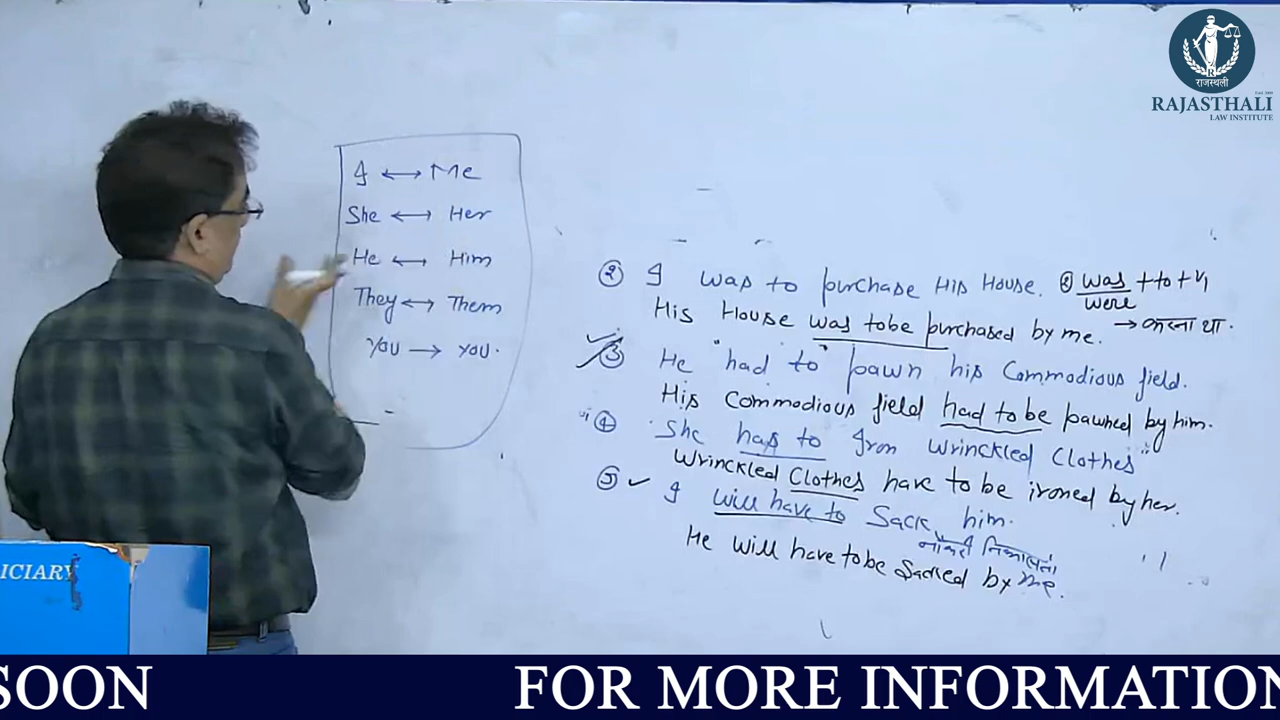 राजस्थली
Estd. 2009
RAJASTHALI
LAW INSTITUTE
I ↔ Me
She ↔ Her
He ↔ Him
They ↔ Them
You → You.
② I was to purchase His House. was + to + V1
were
His House was to be purchased by me. → करना था.
③ He "had to" pawn his Commodious field.
His Commodious field had to be pawned by him.
④ She has to Iron Wrinckled Clothes
Wrinckled Clothes have to be ironed by her.
⑤ I will have to Sack him.
नौकरी निकालना
He will have to be Sacked by me.
ICIARY
SOON FOR MORE INFORMATION